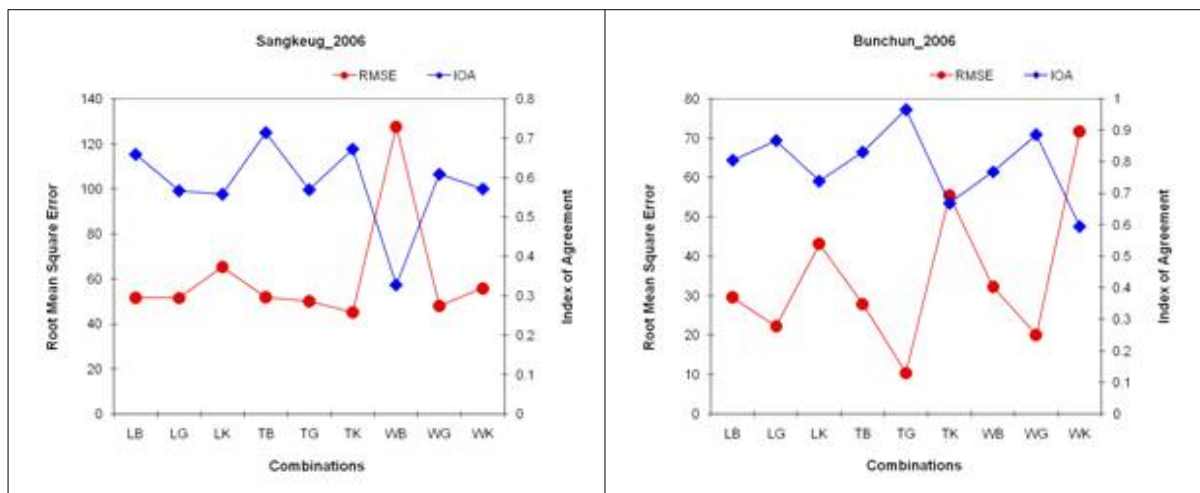 Sangkeug_2006
RMSE IOA
140 0.8
120 0.7
100 0.6
80 0.5
60 0.4
40 0.3
20 0.2
0 0.1
0
Root Mean Square Error
Index of Agreement
LB LG LK TB TG TK WB WG WK
Combinations
Bunchun_2006
RMSE IOA
80 1
70 0.9
60 0.8
50 0.7
40 0.6
30 0.5
20 0.4
10 0.3
0 0.2
0.1
0
Root Mean Square Error
Index of Agreement
LB LG LK TB TG TK WB WG WK
Combinations